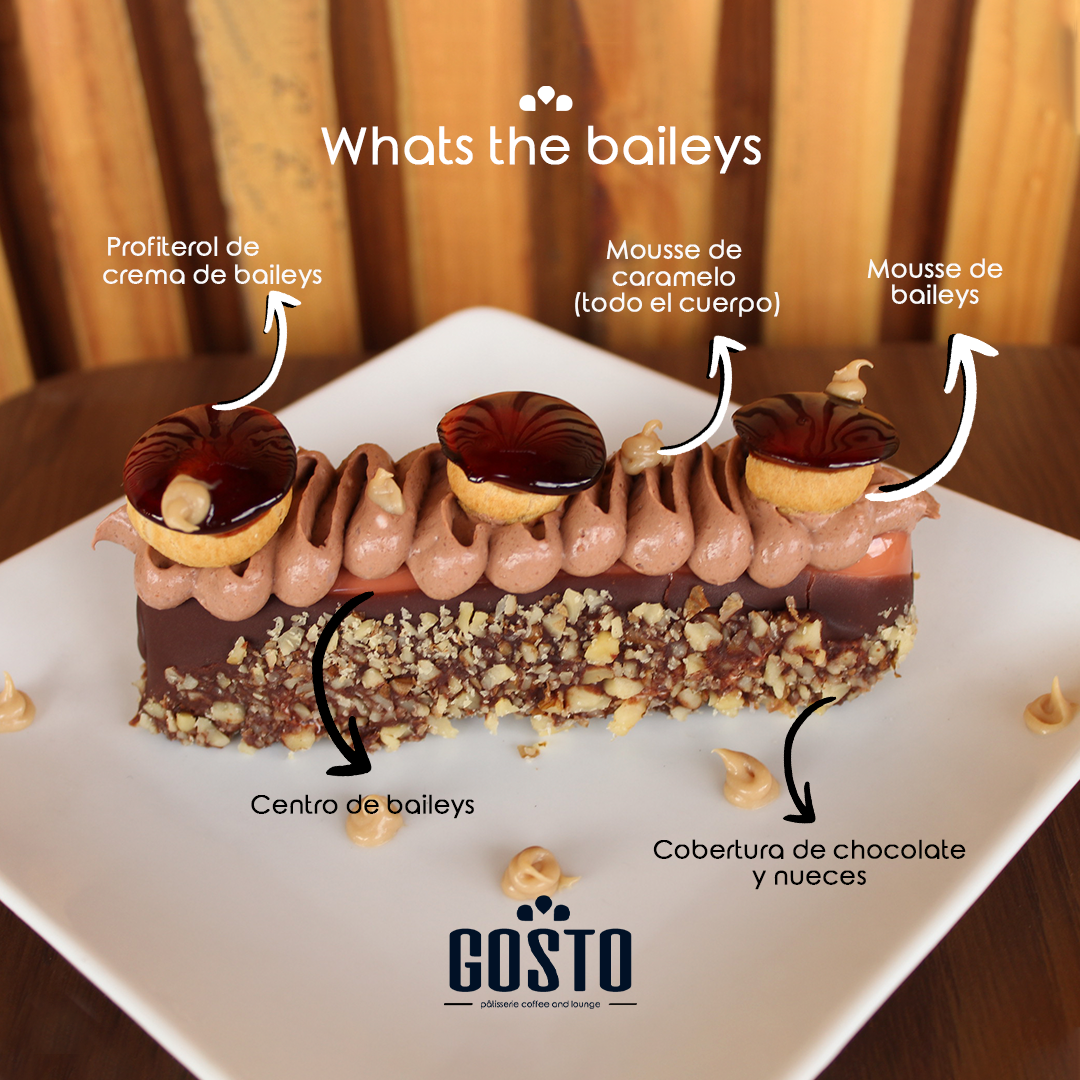 Whats the baileys
Profiterol de
crema de baileys
Mousse de
caramelo
(todo el cuerpo)
Mousse de
baileys
Centro de baileys
Cobertura de chocolate
y nueces
GOSTO
pâtisserie coffee and lounge